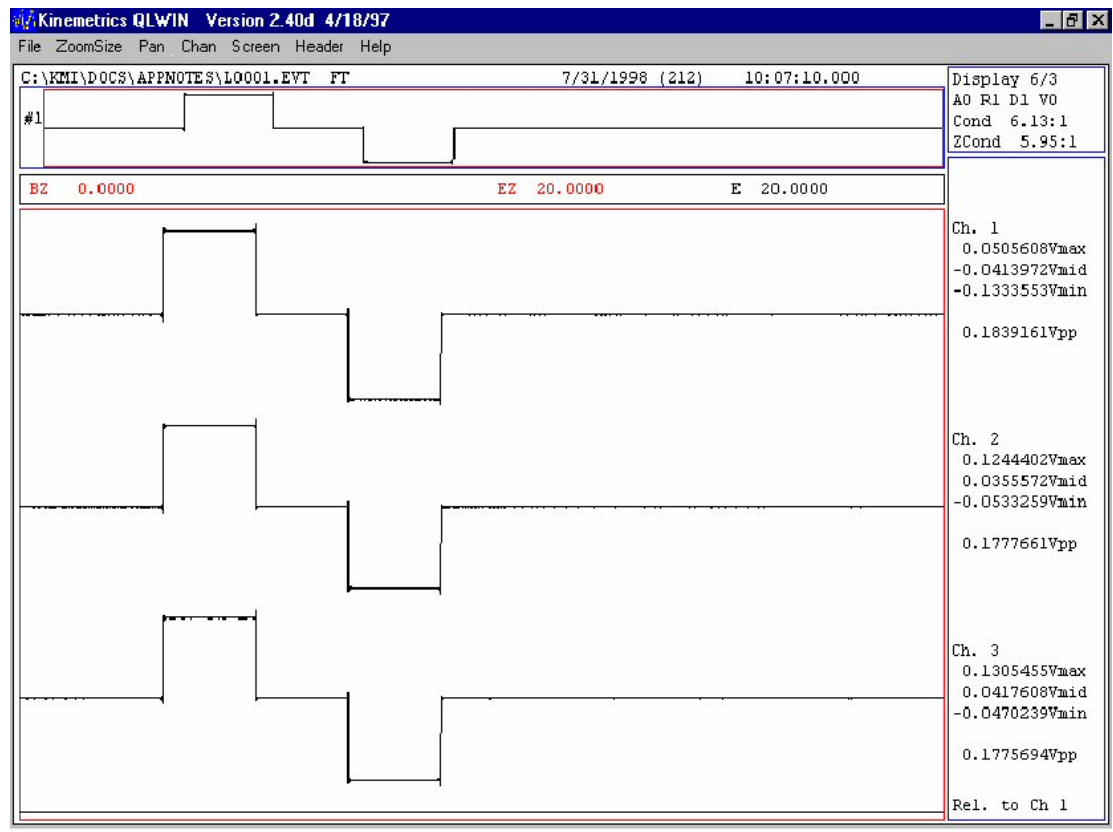 Kinemetrics QLWIN Version 2.40d 4/18/97
File ZoomSize Pan Chan Screen Header Help
C:\KMI\DOCS\APPNOTES\LO001.EVT FT 7/31/1998 (212) 10:07:10.000
Display 6/3
A0 R1 D1 V0
Cond 6.13:1
ZCond 5.95:1
#1
BZ 0.0000 EZ 20.0000 E 20.0000
Ch. 1
0.0505608Vmax
-0.0413972Vmid
-0.1333553Vmin
0.1839161Vpp
Ch. 2
0.1244402Vmax
0.0355572Vmid
-0.0533259Vmin
0.1777661Vpp
Ch. 3
0.1305455Vmax
0.0417608Vmid
-0.0470239Vmin
0.1775694Vpp
Rel. to Ch 1